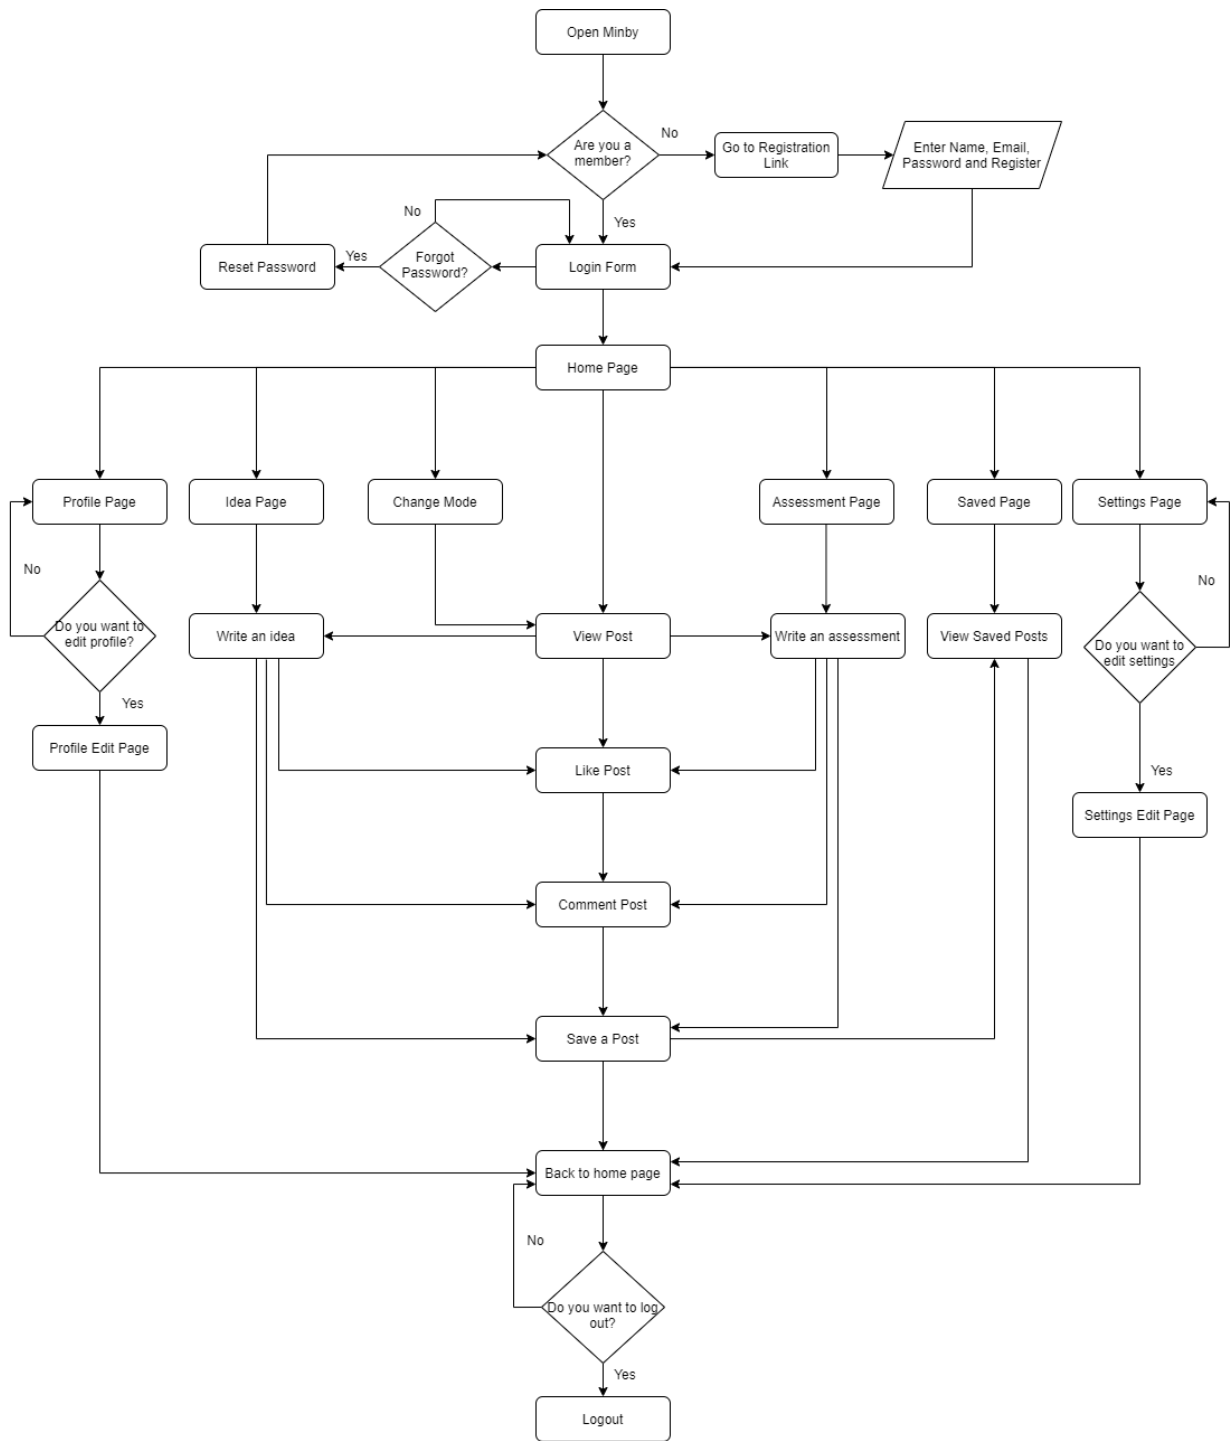 Open Minby
Are you a
member?
No
Go to Registration
Link
Enter Name, Email,
Password and Register
No
Yes
Reset Password
Yes
Forgot
Password?
Login Form
Home Page
Profile Page
Idea Page
Change Mode
Assessment Page
Saved Page
Settings Page
No
No
Do you want to
edit profile?
Write an idea
View Post
Write an assessment
View Saved Posts
Do you want to
edit settings
Yes
Profile Edit Page
Like Post
Yes
Settings Edit Page
Comment Post
Save a Post
Back to home page
No
Do you want to log
out?
Yes
Logout